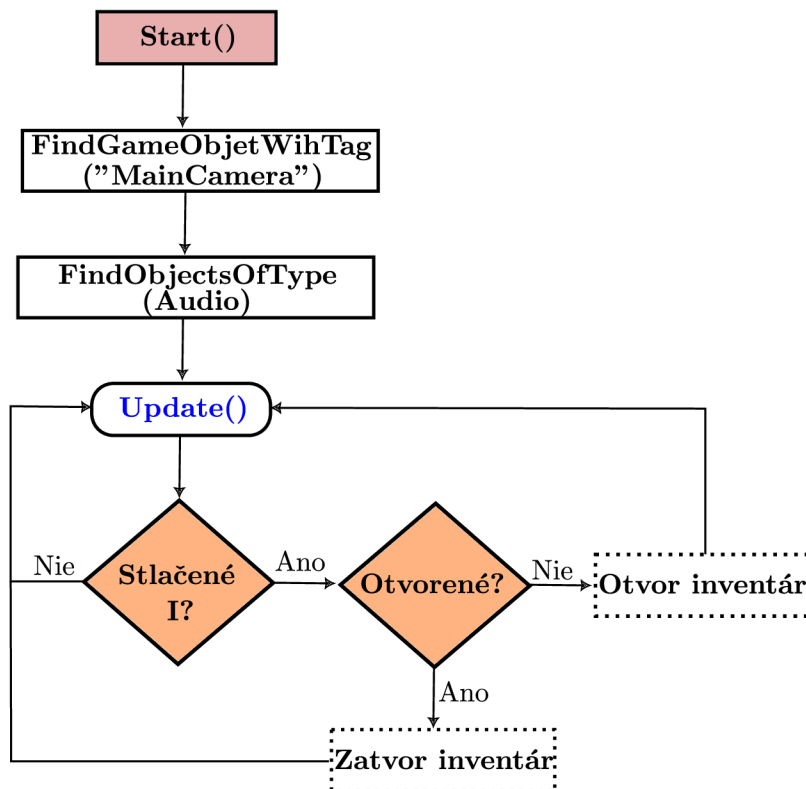 Start()
FindGameObjetWihTag
("MainCamera")
FindObjectsOfType
(Audio)
Update()
Nie
Stlačené
I?
Ano
Otvorené?
Nie
Otvor inventár
Ano
Zatvor inventár